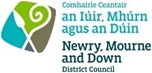 Comhairle Ceantair
an Iúir, Mhúrn
agus an Dúin
Newry, Mourne
and Down
District Council